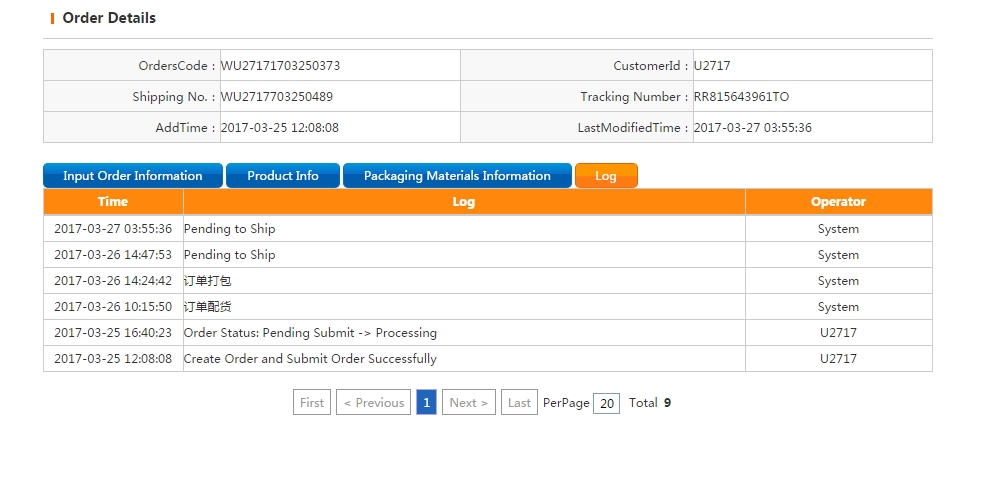 Order Details
OrdersCode : WU27171703250373 CustomerId : U2717
Shipping No. : WU2717703250489 Tracking Number : RR815643961TO
AddTime : 2017-03-25 12:08:08 LastModifiedTime : 2017-03-27 03:55:36
Input Order Information Product Info Packaging Materials Information Log
Time Log Operator
2017-03-27 03:55:36 Pending to Ship System
2017-03-26 14:47:53 Pending to Ship System
2017-03-26 14:24:42 订单打包 System
2017-03-26 10:15:50 订单配货 System
2017-03-25 16:40:23 Order Status: Pending Submit -> Processing U2717
2017-03-25 12:08:08 Create Order and Submit Order Successfully U2717
First < Previous 1 Next > Last PerPage 20 Total 9